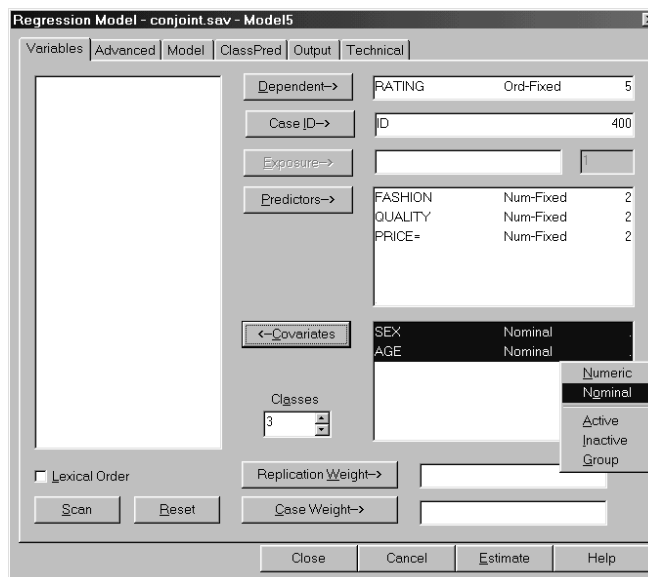 Regression Model - conjoint.sav - Model5
Variables Advanced Model ClassPred Output Technical
Dependent-> RATING Ord-Fixed 5
Case ID-> ID 400
Exposure-> 1
Predictors-> FASHION Num-Fixed 2
QUALITY Num-Fixed 2
PRICE= Num-Fixed 2
<-Covariates SEX Nominal .
AGE Nominal .
Numeric
Nominal
Active
Inactive
Group
Classes
3
Lexical Order
Replication Weight->
Scan Reset Case Weight->
Close Cancel Estimate Help